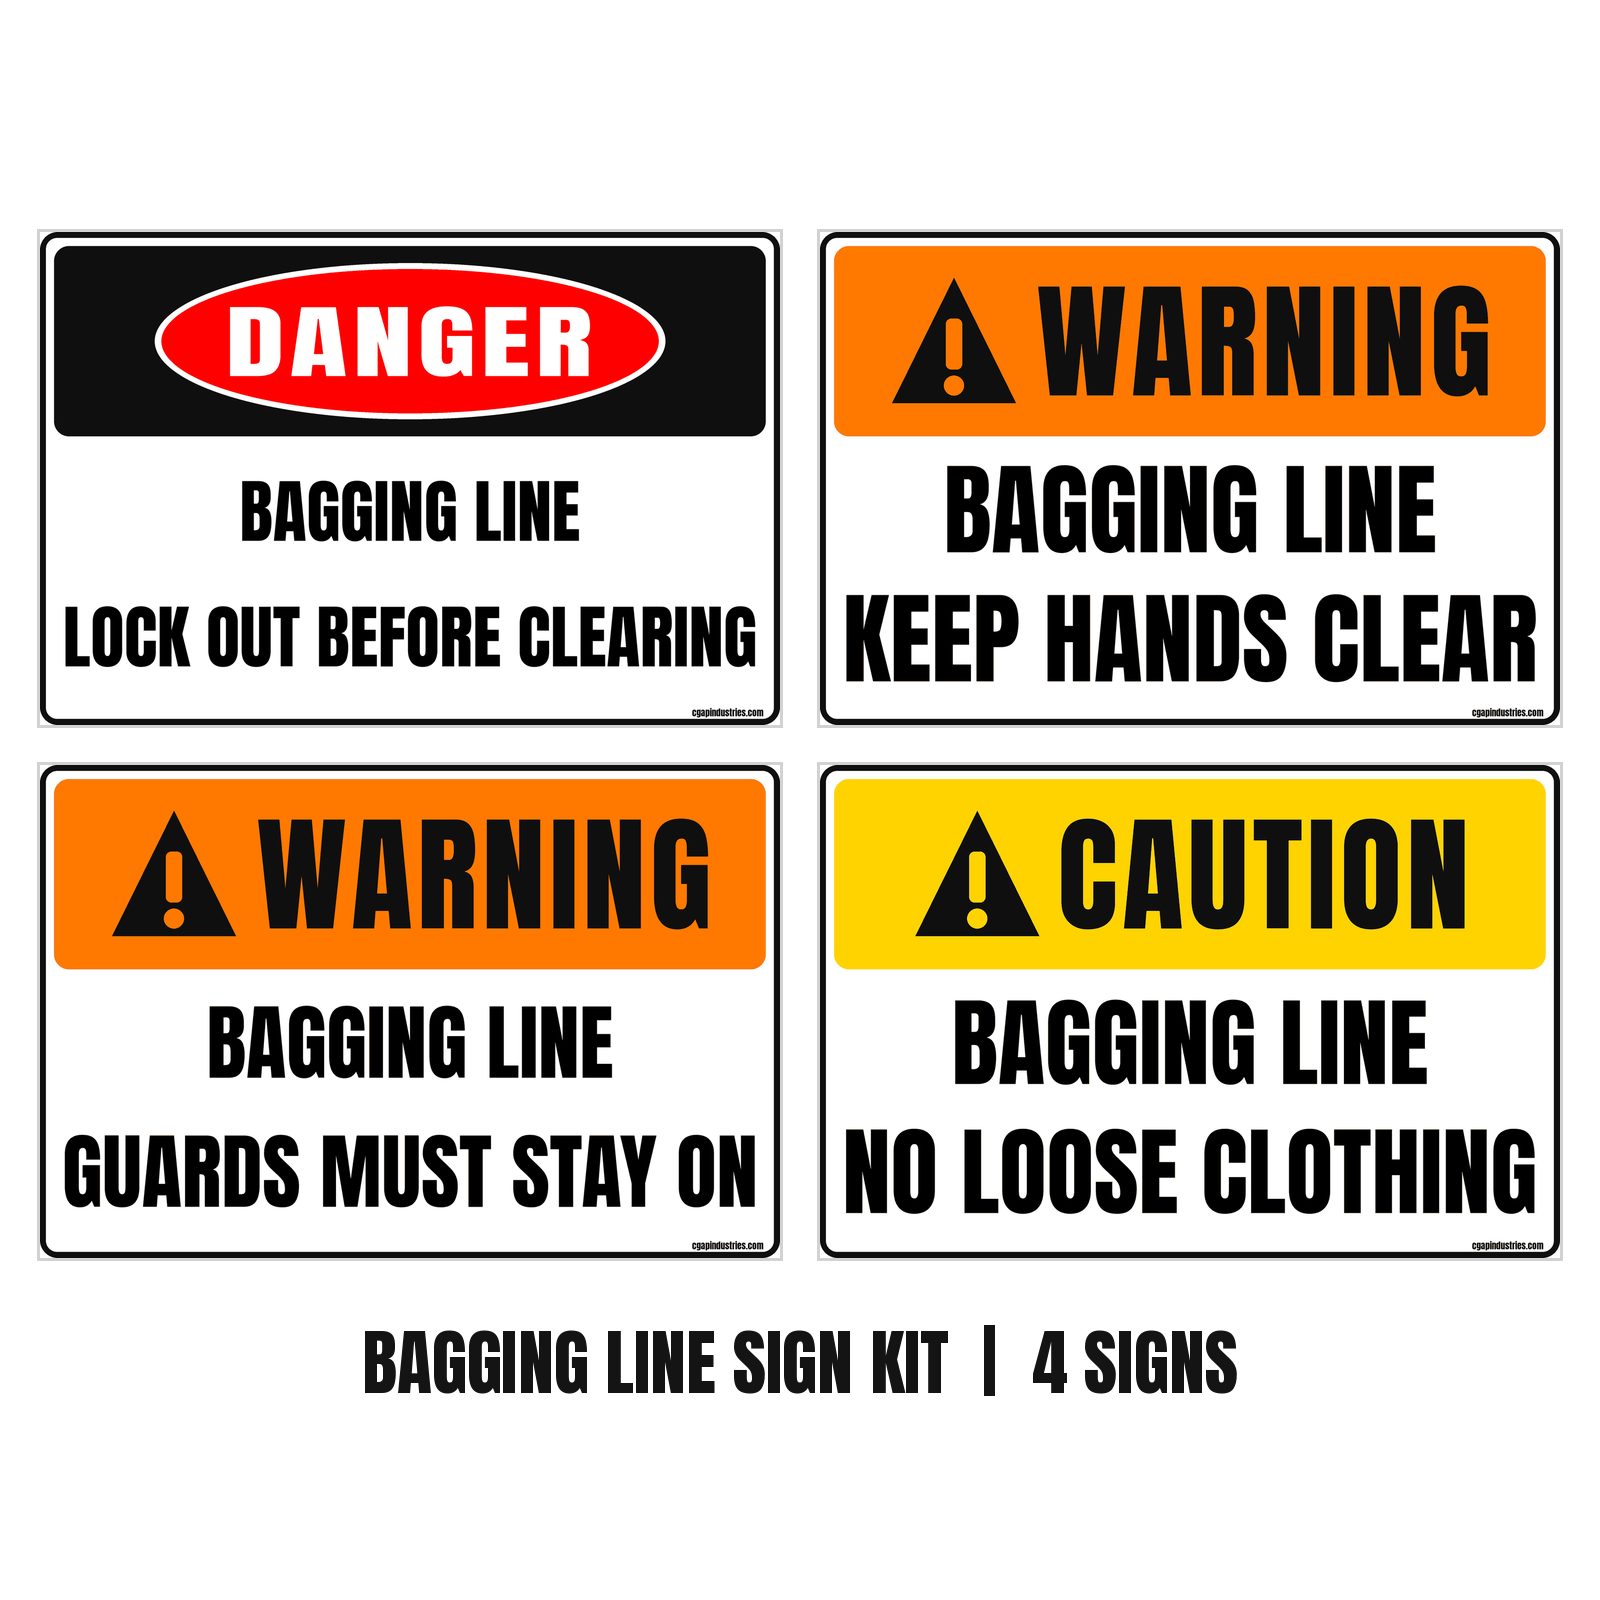 DANGER
BAGGING LINE
LOCK OUT BEFORE CLEARING
cgapindustries.com
WARNING
BAGGING LINE
KEEP HANDS CLEAR
cgapindustries.com
WARNING
BAGGING LINE
GUARDS MUST STAY ON
cgapindustries.com
CAUTION
BAGGING LINE
NO LOOSE CLOTHING
cgapindustries.com
BAGGING LINE SIGN KIT | 4 SIGNS